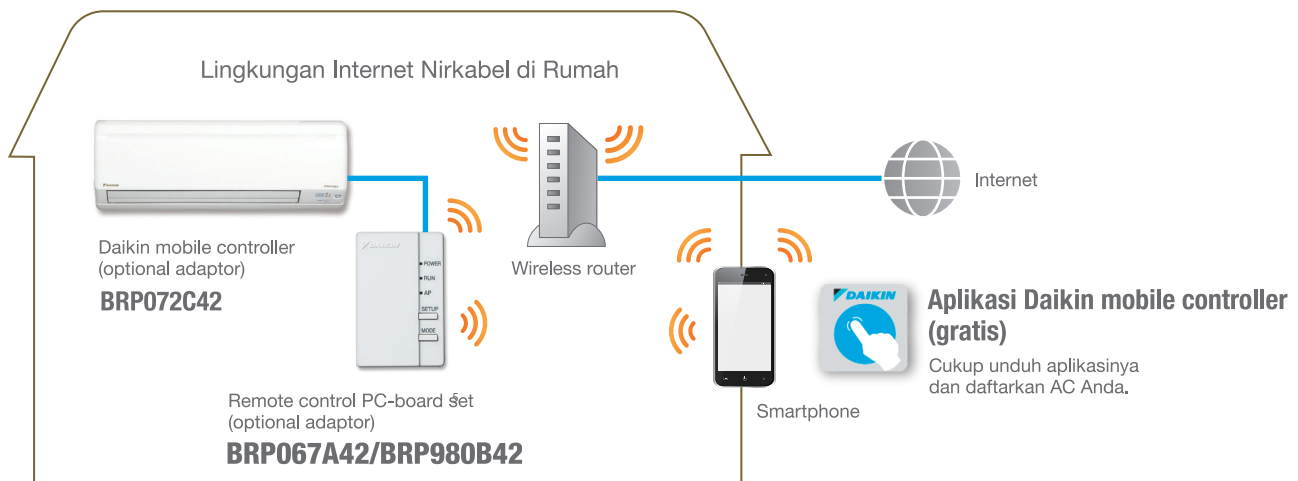 Lingkungan Internet Nirkabel di Rumah
Internet
Wireless router
Daikin mobile controller
(optional adaptor)
BRP072C42
DAIKIN
POWER
RUN
AP
SETUP
MODE
Remote control PC-board set
(optional adaptor)
BRP067A42/BRP980B42
Smartphone
DAIKIN
Aplikasi Daikin mobile controller
(gratis)
Cukup unduh aplikasinya
dan daftarkan AC Anda.